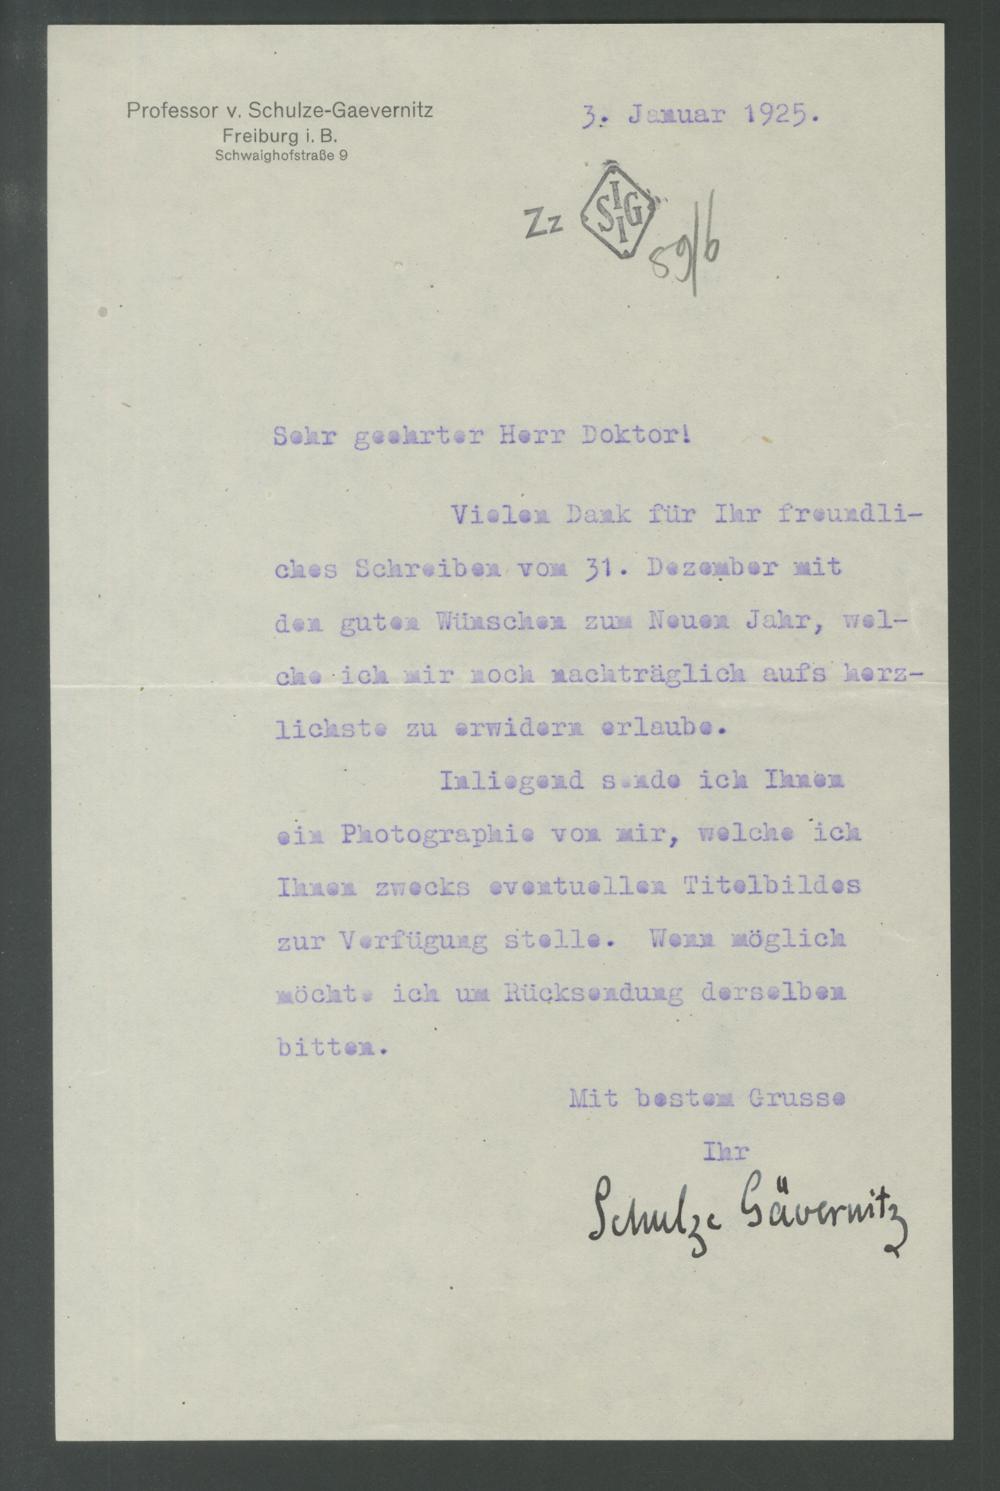 Professor v. Schulze-Gaevernitz
Freiburg i. B.
Schwaighofstraße 9
3. Januar 1925.
Zz
SIIG
59/6
Sehr geehrter Herr Doktor!
Vielen Dank für Ihr freundli-
ches Schreiben vom 31. Dezember mit
den guten Wünschen zum Neuen Jahr, wel-
che ich mir noch nachträglich aufs herz-
lichste zu erwidern erlaube.
Inliegend sende ich Ihnen
ein Photographie von mir, welche ich
Ihnen zwecks eventuellen Titelbildes
zur Verfügung stelle. Wenn möglich
möchte ich um Rücksendung derselben
bitten.
Mit bestem Grusse
Ihr
Schulze Gävernitz